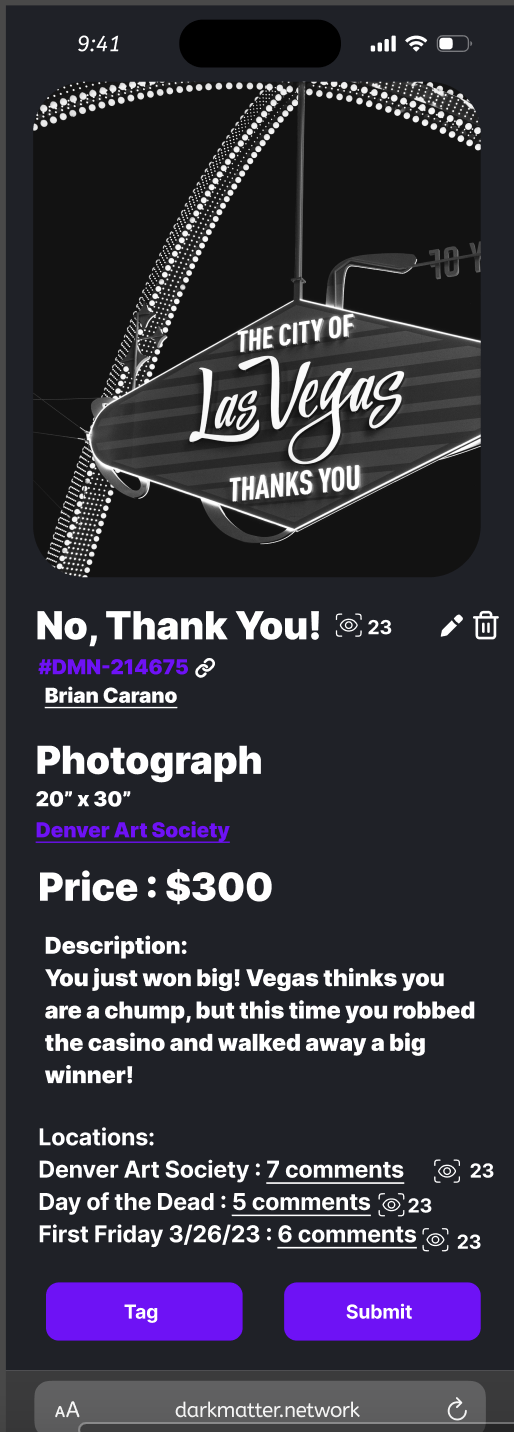 9:41
10 Y
THE CITY OF
Las Vegas
THANKS YOU
No, Thank You! 23
#DMN-214675
Brian Carano
Photograph
20” x 30”
Denver Art Society
Price : $300
Description:
You just won big! Vegas thinks you
are a chump, but this time you robbed
the casino and walked away a big
winner!
Locations:
Denver Art Society : 7 comments 23
Day of the Dead : 5 comments 23
First Friday 3/26/23 : 6 comments 23
Tag Submit
AA darkmatter.network